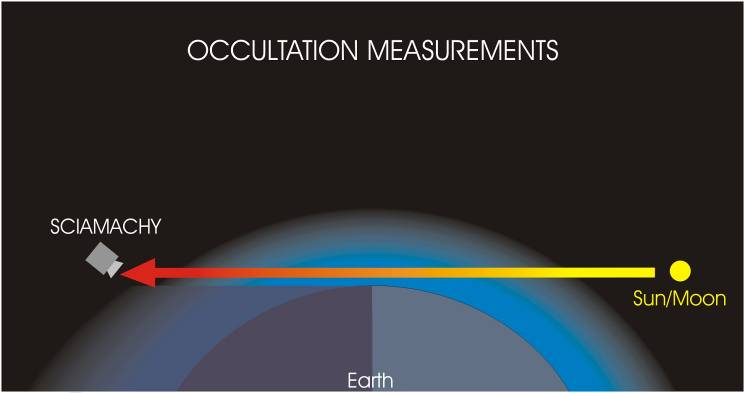 OCCULTATION MEASUREMENTS
SCIAMACHY
Sun/Moon
Earth